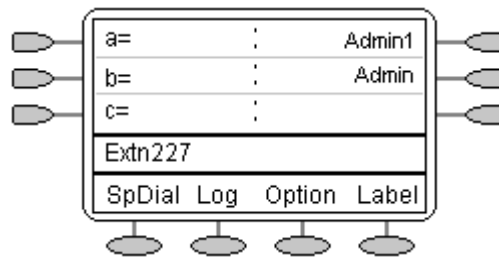 a= : Admin1
b= : Admin
c= :
Extn227
SpDial Log Option Label